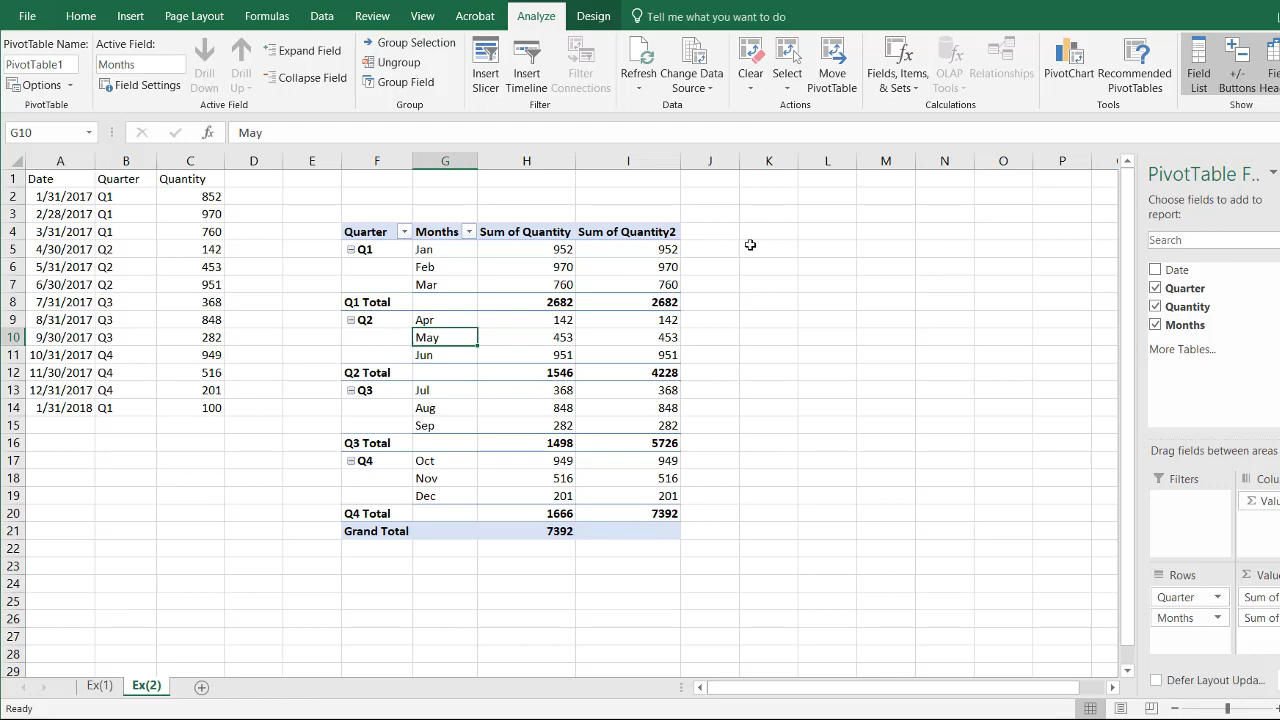 File Home Insert Page Layout Formulas Data Review View Acrobat Analyze Design Tell me what you want to do
PivotTable Name:
PivotTable1
Options
PivotTable
Active Field:
Months
Field Settings
Drill Down
Drill Up
Expand Field
Collapse Field
Active Field
Group Selection
Ungroup
Group Field
Group
Insert Slicer
Insert Timeline
Filter Connections
Filter
Refresh
Change Data Source
Data
Clear
Select
Move PivotTable
Actions
Fields, Items, & Sets
OLAP Tools
Relationships
Calculations
PivotChart
Recommended PivotTables
Tools
Field List
+/- Buttons
Show
G10 fx May
A B C D E F G H I J K L M N O P
1 Date Quarter Quantity
2 1/31/2017 Q1 852
3 2/28/2017 Q1 970
4 3/31/2017 Q1 760 Quarter Months Sum of Quantity Sum of Quantity2
5 4/30/2017 Q2 142 Q1 Jan 952 952
6 5/31/2017 Q2 453 Feb 970 970
7 6/30/2017 Q2 951 Mar 760 760
8 7/31/2017 Q3 368 Q1 Total 2682 2682
9 8/31/2017 Q3 848 Q2 Apr 142 142
10 9/30/2017 Q3 282 May 453 453
11 10/31/2017 Q4 949 Jun 951 951
12 11/30/2017 Q4 516 Q2 Total 1546 4228
13 12/31/2017 Q4 201 Q3 Jul 368 368
14 1/31/2018 Q1 100 Aug 848 848
15 Sep 282 282
16 Q3 Total 1498 5726
17 Q4 Oct 949 949
18 Nov 516 516
19 Dec 201 201
20 Q4 Total 1666 7392
21 Grand Total 7392
22
23
24
25
26
27
28
29
PivotTable F..
Choose fields to add to
report:
Search
Date
Quarter
Quantity
Months
More Tables...
Drag fields between areas
Filters
Σ Valu
Rows
Quarter
Months
Sum of
Sum of
Defer Layout Upda...
Ex(1) Ex(2)
Ready